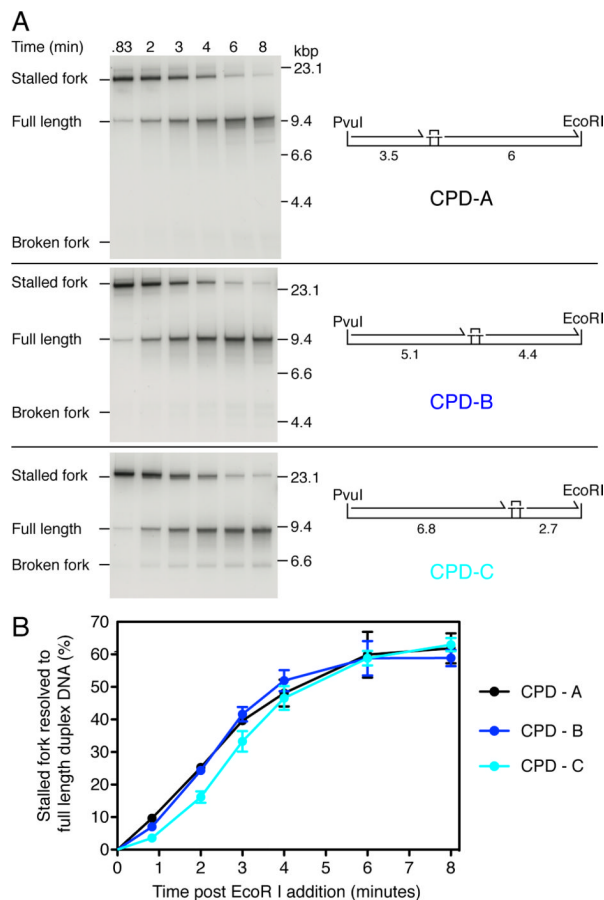 A
Time (min) .83 2 3 4 6 8 kbp
Stalled fork
23.1
Full length
9.4
6.6
4.4
Broken fork
PvuI
EcoRI
3.5 6
CPD-A
Stalled fork
23.1
Full length
9.4
6.6
Broken fork
4.4
PvuI
EcoRI
5.1 4.4
CPD-B
Stalled fork
23.1
Full length
9.4
Broken fork
6.6
PvuI
EcoRI
6.8 2.7
CPD-C
B
Stalled fork resolved to
full length duplex DNA (%)
70
60
50
40
30
20
10
0
0 1 2 3 4 5 6 7 8
Time post EcoR I addition (minutes)
CPD - A
CPD - B
CPD - C